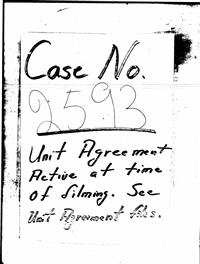 Case No.
2593
Unit Agreement
Active at time
of filming. See
Unit Agreement files.